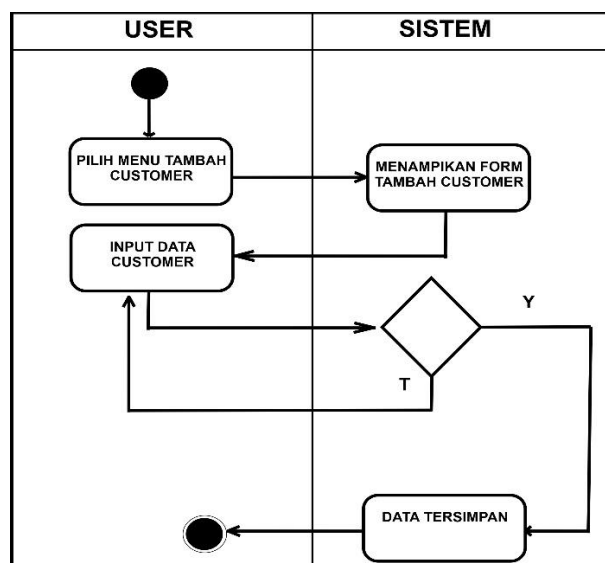 USER
SISTEM
PILIH MENU TAMBAH
CUSTOMER
MENAMPIKAN FORM
TAMBAH CUSTOMER
INPUT DATA
CUSTOMER
Y
T
DATA TERSIMPAN